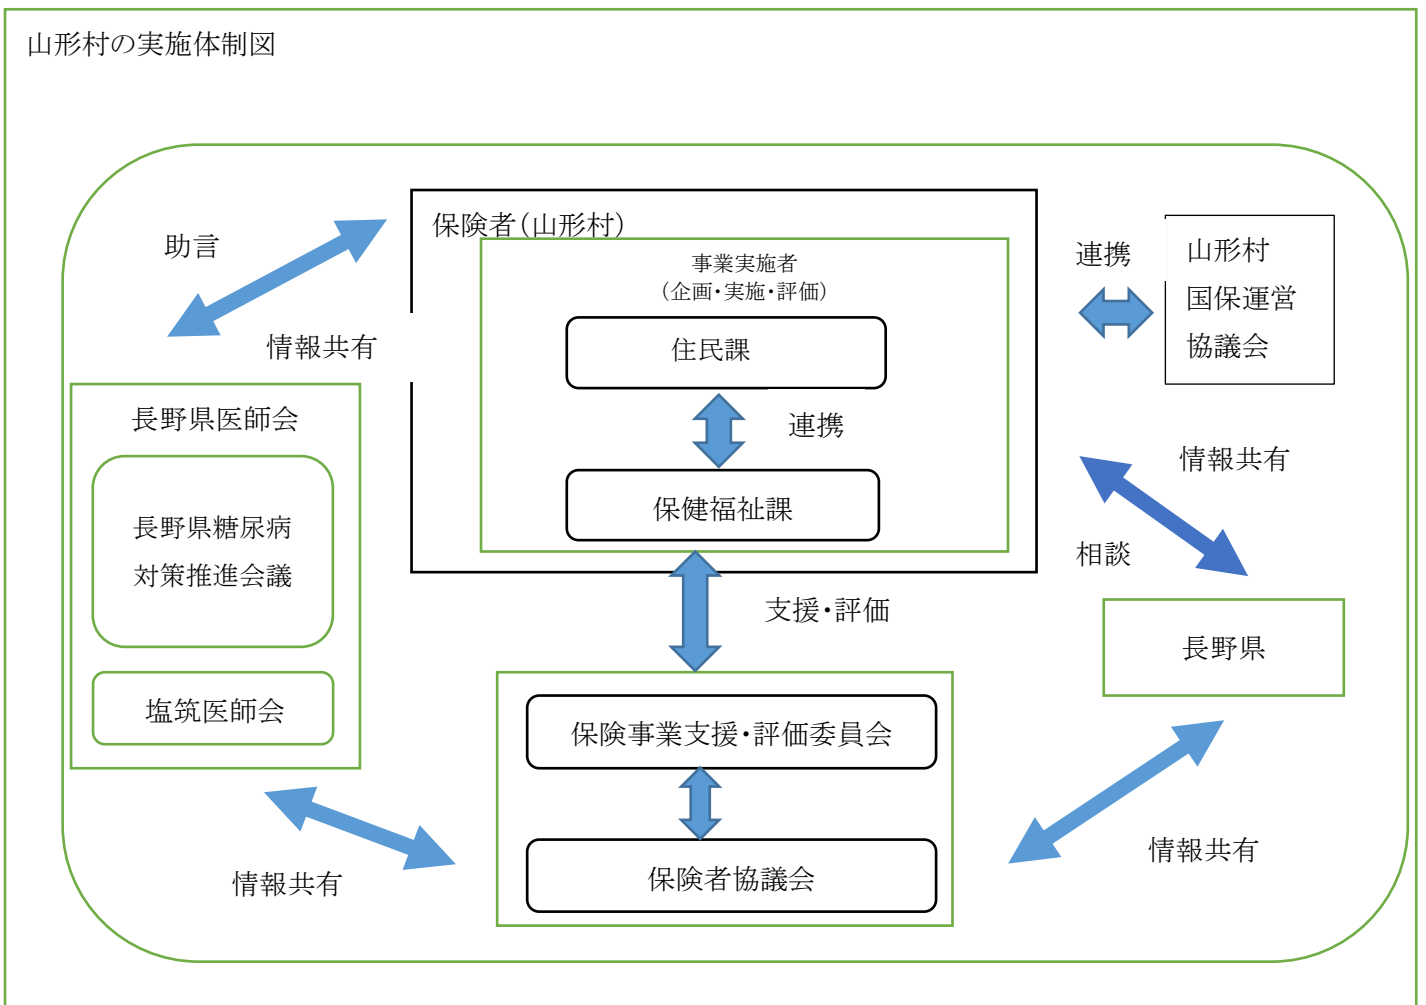 山形村の実施体制図
保険者(山形村)
助言
事業実施者
(企画・実施・評価)
連携
山形村
国保運営
協議会
情報共有
住民課
長野県医師会
連携
情報共有
長野県糖尿病
対策推進会議
保健福祉課
相談
支援・評価
長野県
塩筑医師会
保険事業支援・評価委員会
情報共有
保険者協議会
情報共有